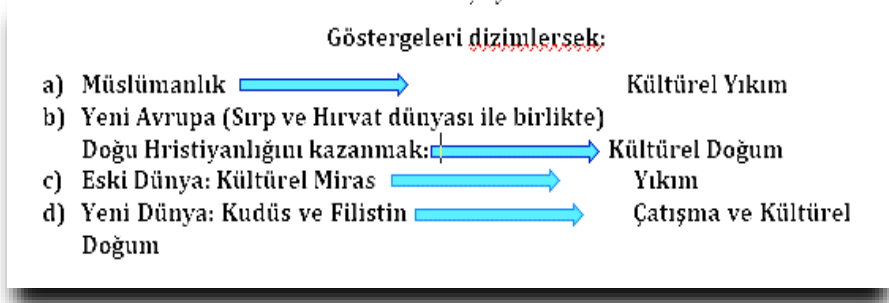 Göstergeleri dizimlersek:
a) Müslümanlık Kültürel Yıkım
b) Yeni Avrupa (Sırp ve Hırvat dünyası ile birlikte)
Doğu Hristiyanlığını kazanmak: Kültürel Doğum
c) Eski Dünya: Kültürel Miras Yıkım
d) Yeni Dünya: Kudüs ve Filistin Çatışma ve Kültürel
Doğum